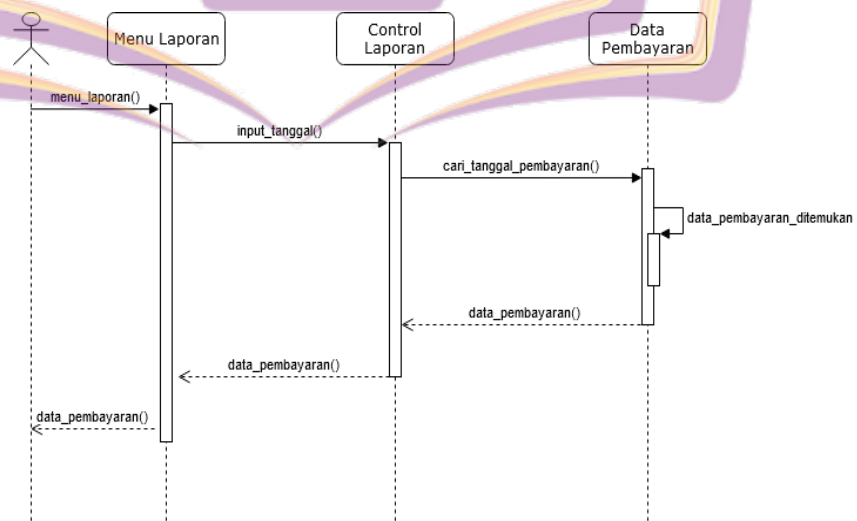 Menu Laporan
Control
Laporan
Data
Pembayaran
menu_laporan()
input_tanggal()
cari_tanggal_pembayaran()
data_pembayaran_ditemukan
data_pembayaran()
data_pembayaran()
data_pembayaran()